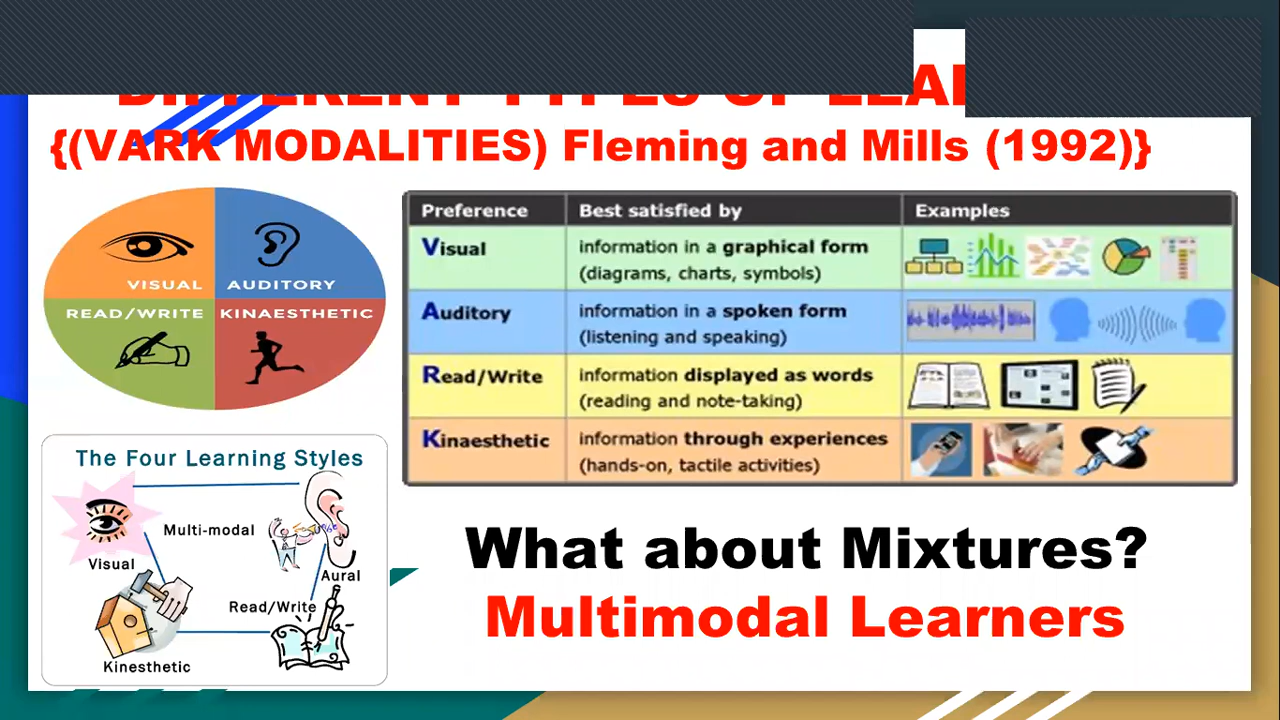 DIFFERENT TYPES OF
{(VARK MODALITIES) Fleming and Mills (1992)}
VISUAL
AUDITORY
READ/WRITE
KINAESTHETIC
Preference
Best satisfied by
Examples
Visual
information in a graphical form
(diagrams, charts, symbols)
Auditory
information in a spoken form
(listening and speaking)
Read/Write
information displayed as words
(reading and note-taking)
Kinaesthetic
information through experiences
(hands-on, tactile activities)
The Four Learning Styles
Multi-modal
Visual
Aural
Read/Write
Kinesthetic
What about Mixtures?
Multimodal Learners